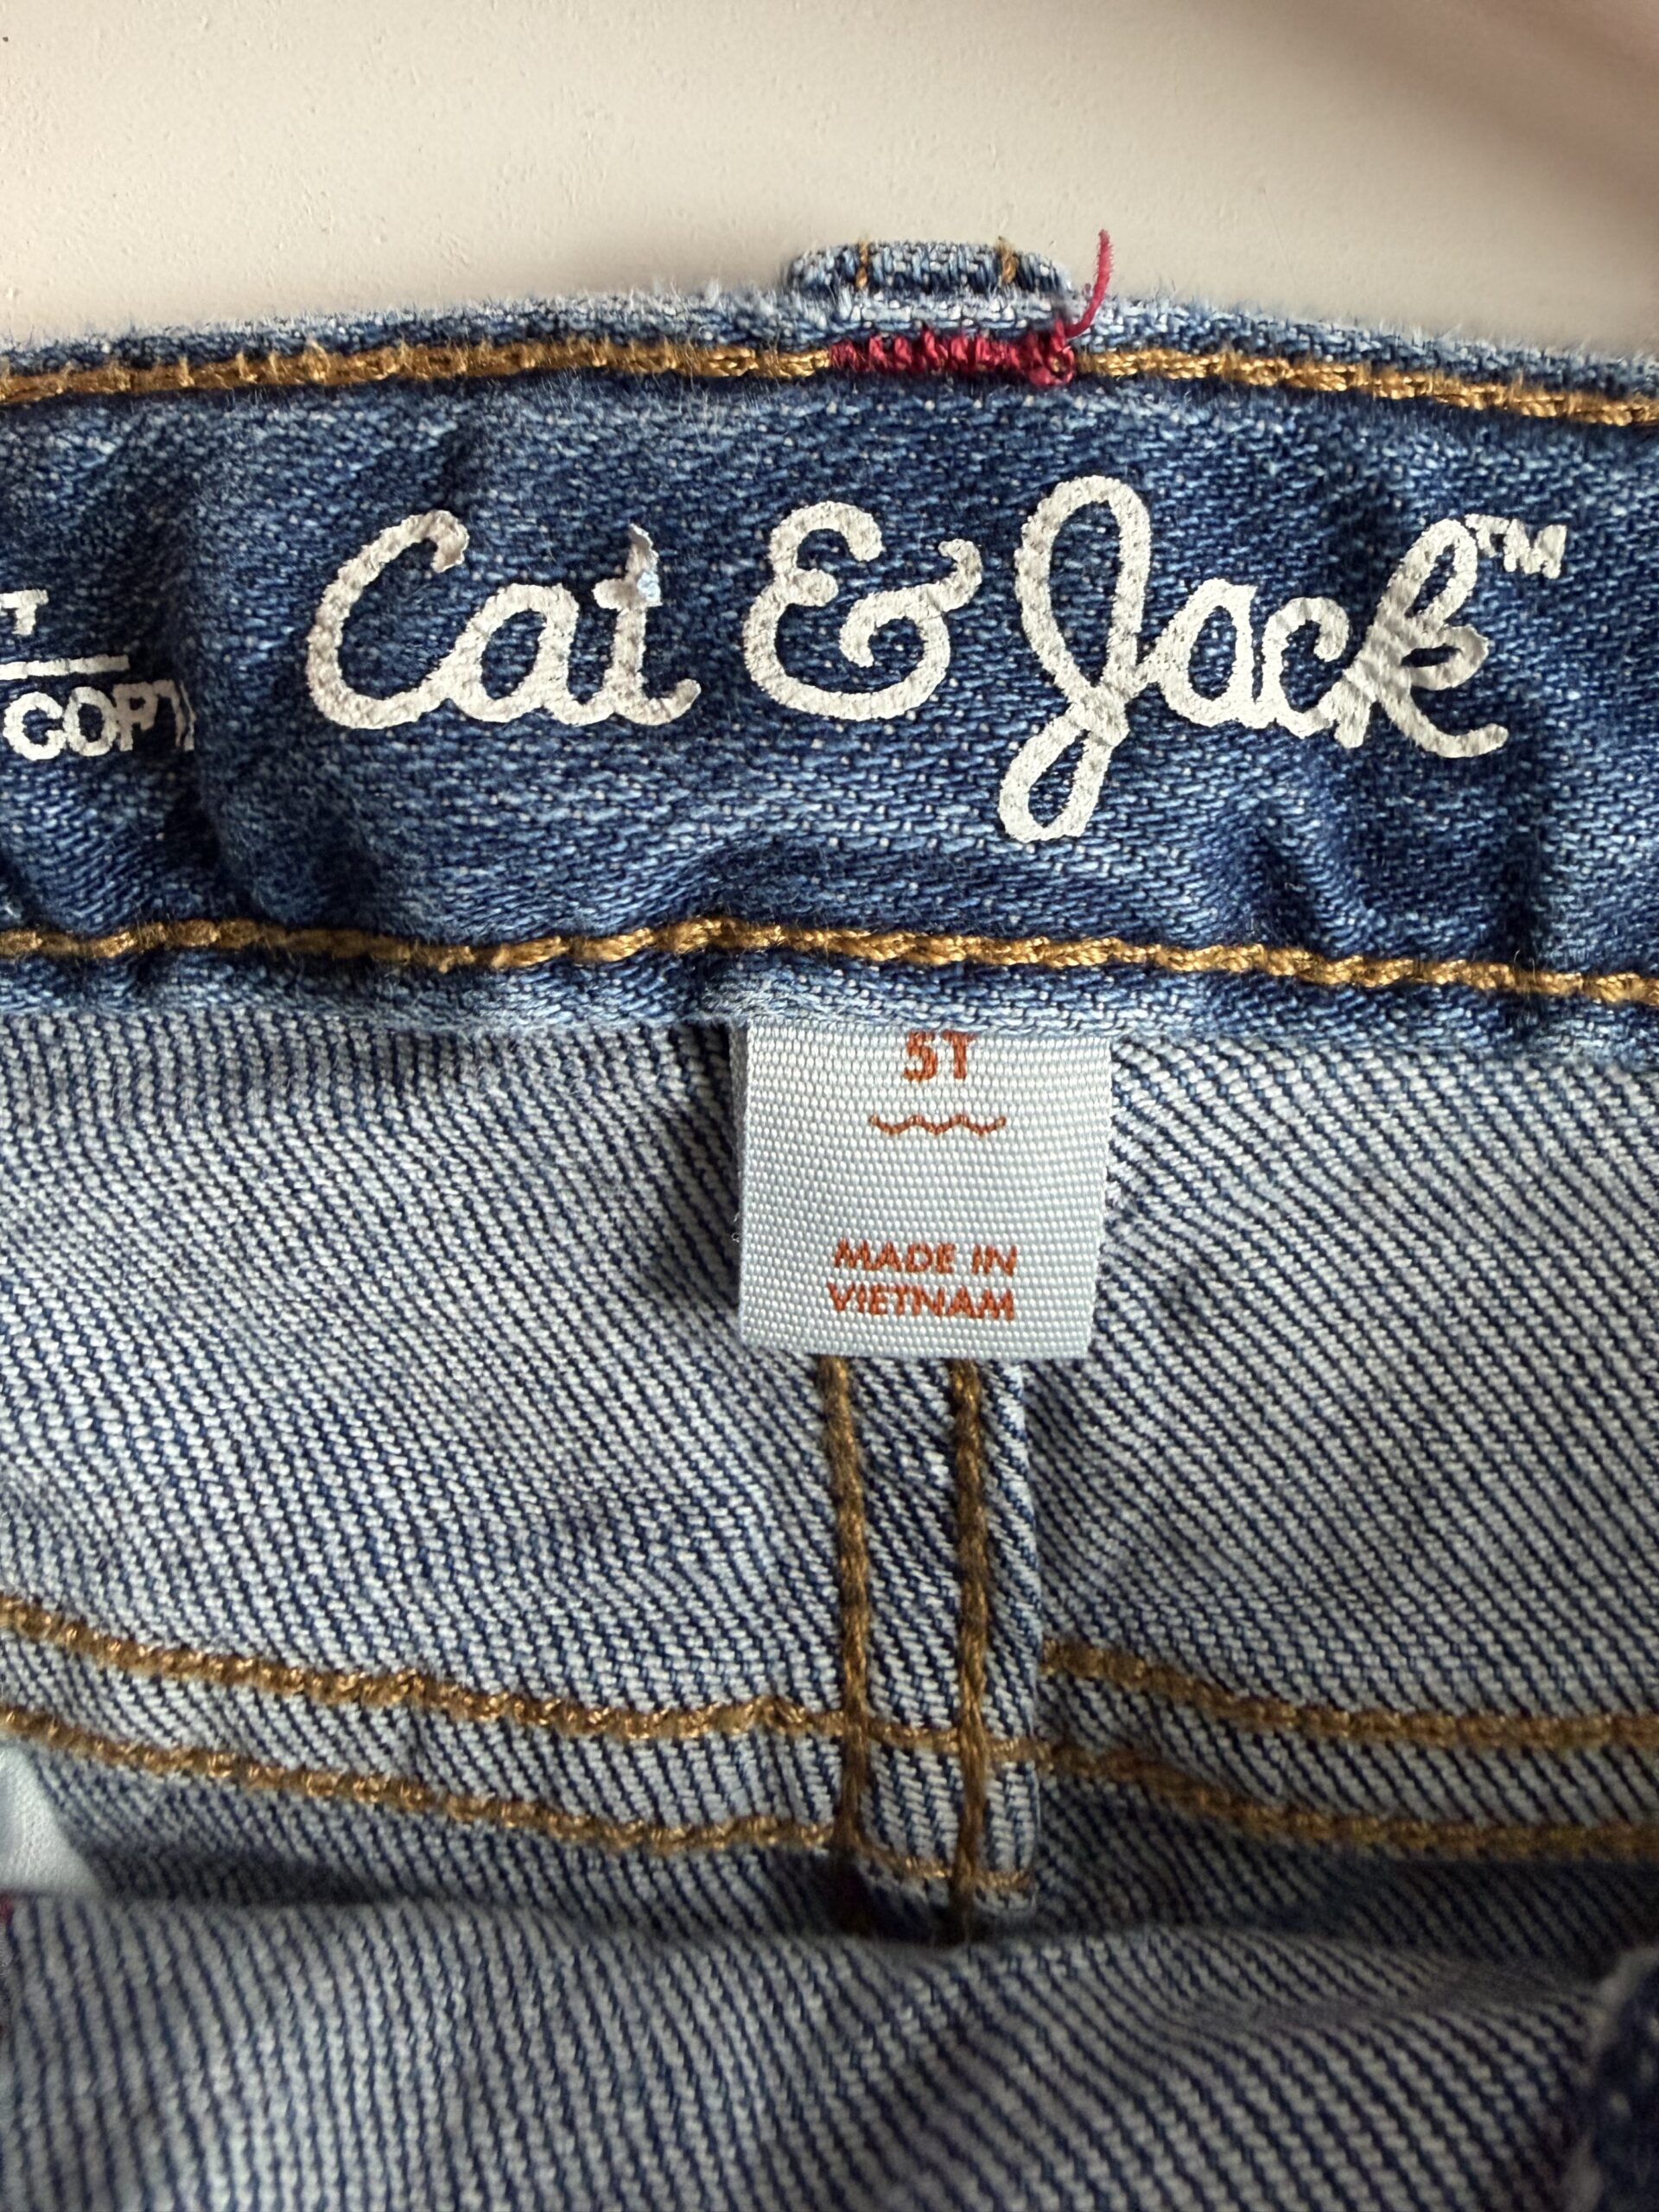 Cat & Jack™
5T
MADE IN
VIETNAM